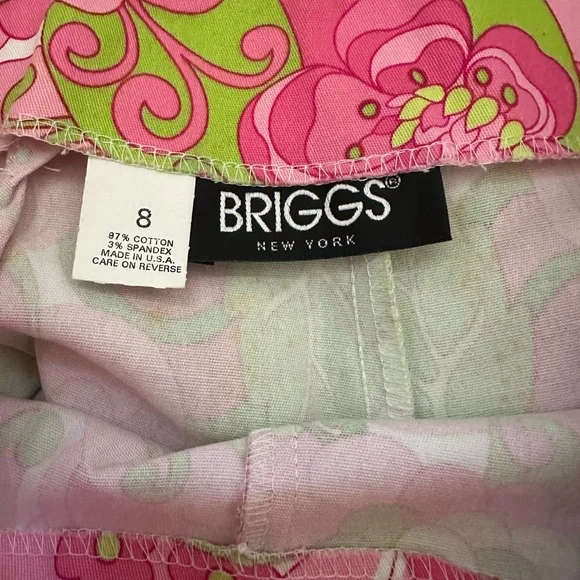 8
97% COTTON
3% SPANDEX
MADE IN U.S.A.
CARE ON REVERSE
BRIGGS®
NEW YORK